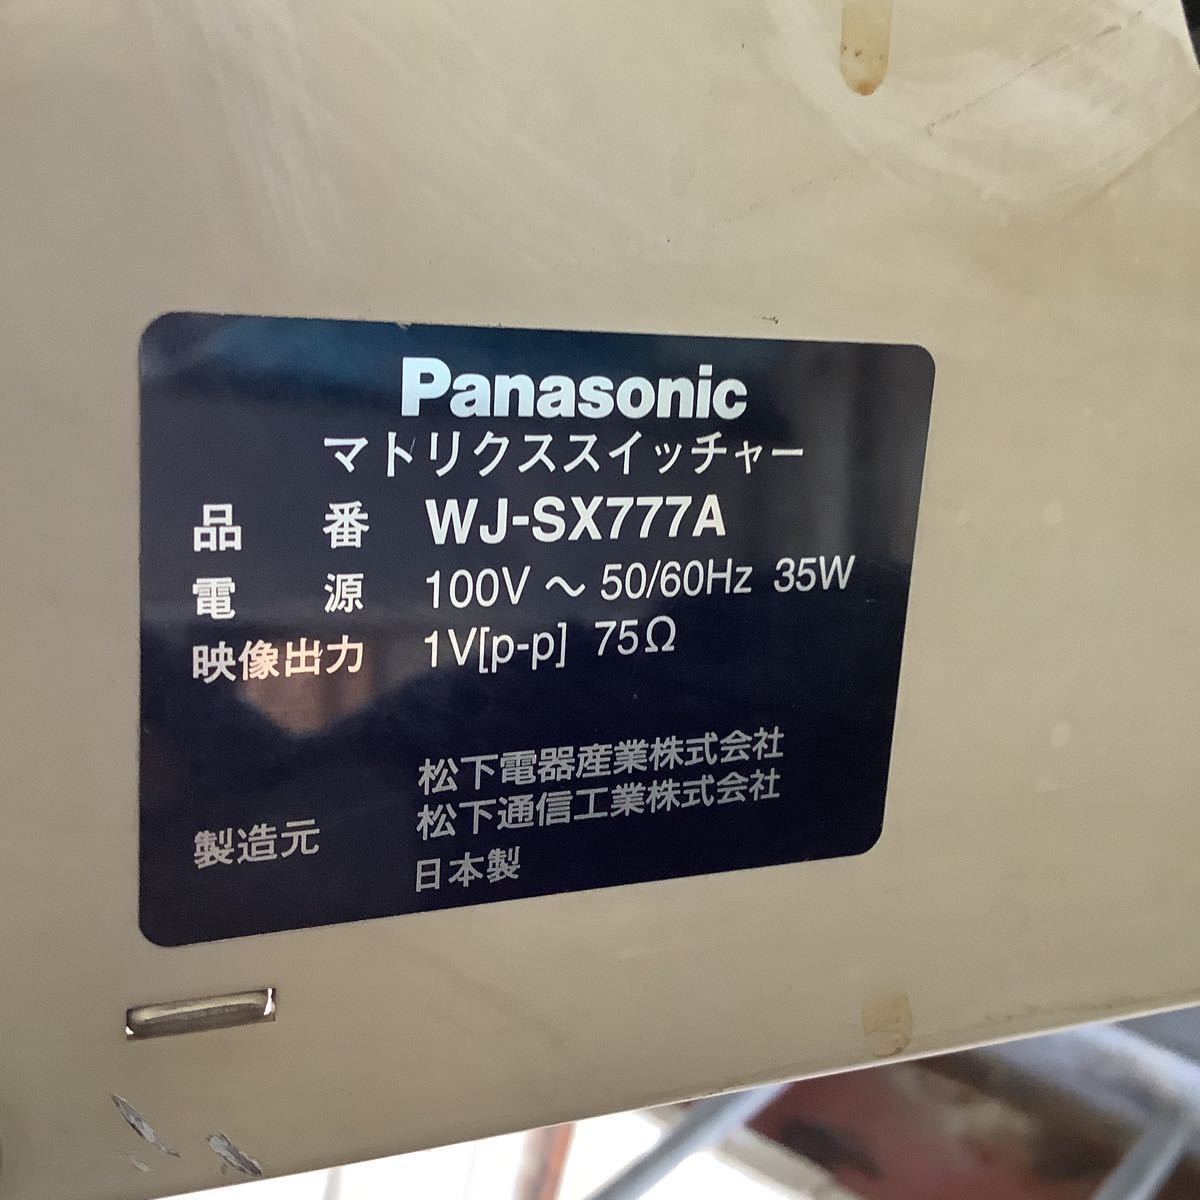 Panasonic
マトリクススイッチャー
品番 WJ-SX777A
電源 100V ～ 50/60Hz 35W
映像出力 1V[p-p] 75Ω
松下電器産業株式会社
松下通信工業株式会社
製造元
日本製